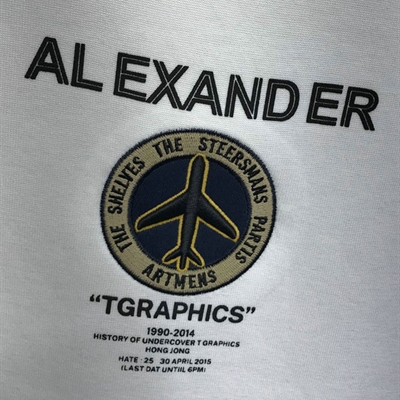 ALEXANDER
THE SHELVES THE STEERSMANS PARTIS
ARTMENS
“TGRAPHICS”
1990-2014
HISTORY OF UNDERCOVER T GRAPHICS
HONG JONG
HATE : 25   30 APRIL 2015
(LAST DAT UNTIIL 6PM)